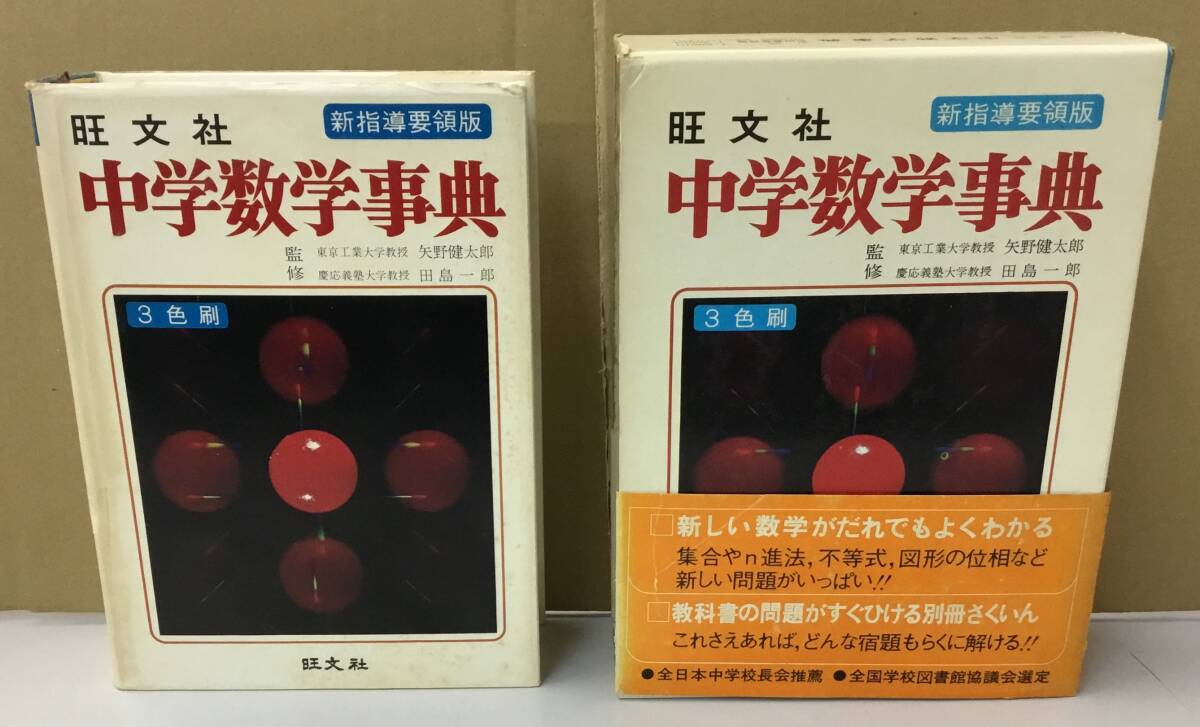 旺文社
新指導要領版
中学数学事典
監修
東京工業大学教授 矢野健太郎
慶応義塾大学教授 田島一郎
3色刷
旺文社
旺文社
新指導要領版
中学数学事典
監修
東京工業大学教授 矢野健太郎
慶応義塾大学教授 田島一郎
3色刷
□新しい数学がだれでもよくわかる
集合やn進法,不等式,図形の位相など
新しい問題がいっぱい!!
□教科書の問題がすぐひける別冊さくいん
これさえあれば,どんな宿題もらくに解ける!!
●全日本中学校長会推薦 ●全国学校図書館協議会選定